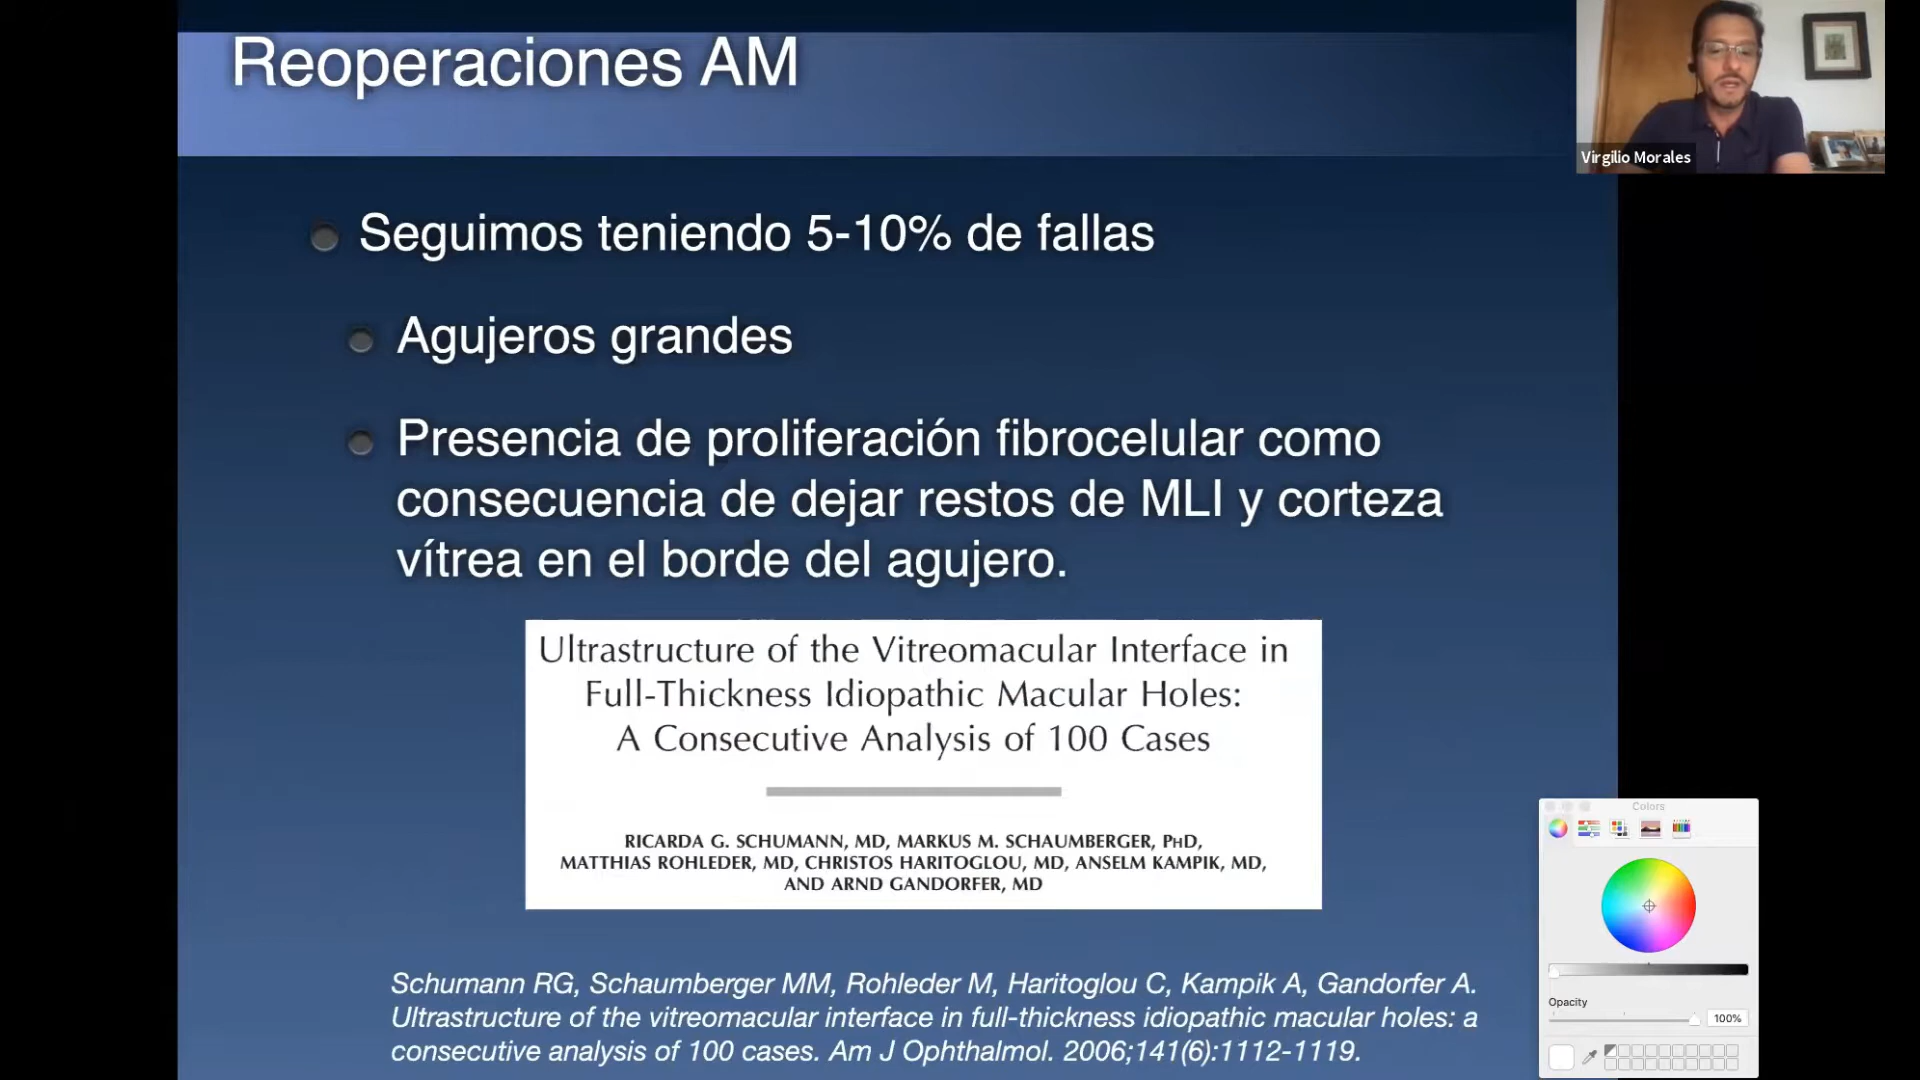 Reoperaciones AM
Virgilio Morales
Seguimos teniendo 5-10% de fallas
Agujeros grandes
Presencia de proliferación fibrocelular como
consecuencia de dejar restos de MLI y corteza
vítrea en el borde del agujero.
Ultrastructure of the Vitreomacular Interface in
Full-Thickness Idiopathic Macular Holes:
A Consecutive Analysis of 100 Cases
RICARDA G. SCHUMANN, MD, MARKUS M. SCHAUMBERGER, PHD,
MATTHIAS ROHLEDER, MD, CHRISTOS HARITOGLOU, MD, ANSELM KAMPIK, MD,
AND ARND GANDORFER, MD
Schumann RG, Schaumberger MM, Rohleder M, Haritoglou C, Kampik A, Gandorfer A.
Ultrastructure of the vitreomacular interface in full-thickness idiopathic macular holes: a
consecutive analysis of 100 cases. Am J Ophthalmol. 2006;141(6):1112-1119.
Colors
Opacity
100%